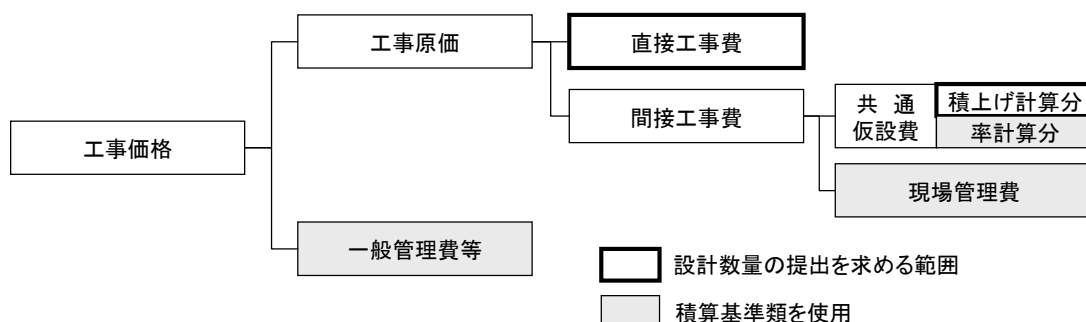 工事価格
工事原価
直接工事費
間接工事費
共通
仮設費
積上げ計算分
率計算分
現場管理費
一般管理費等
設計数量の提出を求める範囲
積算基準類を使用